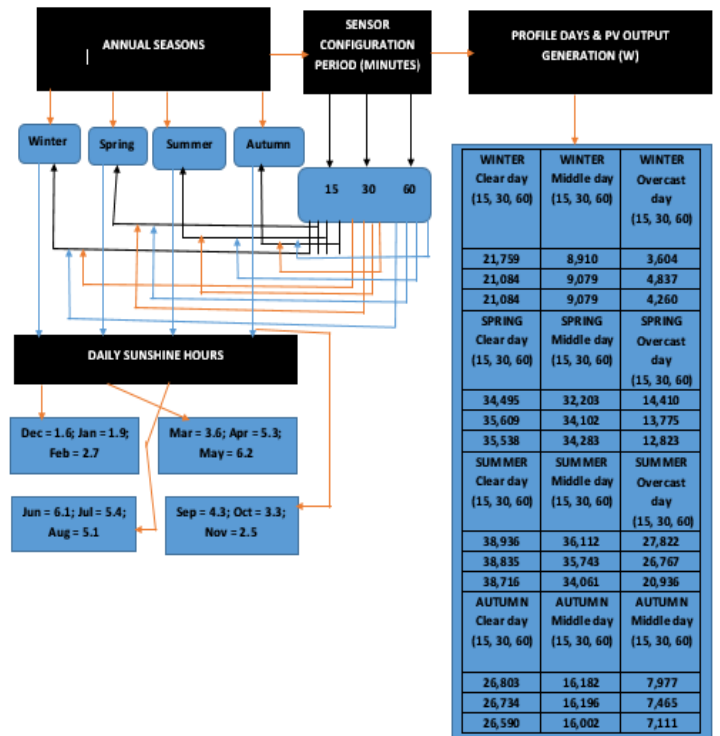 ANNUAL SEASONS
SENSOR
CONFIGURATION
PERIOD (MINUTES)
PROFILE DAYS & PV OUTPUT
GENERATION (W)
Winter
Spring
Summer
Autumn
15 30 60
DAILY SUNSHINE HOURS
Dec = 1.6; Jan = 1.9;
Feb = 2.7
Mar = 3.6; Apr = 5.3;
May = 6.2
Jun = 6.1; Jul = 5.4;
Aug = 5.1
Sep = 4.3; Oct = 3.3;
Nov = 2.5
WINTER
Clear day
(15, 30, 60)
WINTER
Middle day
(15, 30, 60)
WINTER
Overcast
day
(15, 30, 60)
21,759 8,910 3,604
21,084 9,079 4,837
21,084 9,079 4,260
SPRING
Clear day
(15, 30, 60)
SPRING
Middle day
(15, 30, 60)
SPRING
Overcast
day
(15, 30, 60)
34,495 32,203 14,410
35,609 34,102 13,775
35,538 34,283 12,823
SUMMER
Clear day
(15, 30, 60)
SUMMER
Middle day
(15, 30, 60)
SUMMER
Overcast
day
(15, 30, 60)
38,936 36,112 27,822
38,835 35,743 26,767
38,716 34,061 20,936
AUTUMN
Clear day
(15, 30, 60)
AUTUMN
Middle day
(15, 30, 60)
AUTUMN
Middle day
(15, 30, 60)
26,803 16,182 7,977
26,734 16,196 7,465
26,590 16,002 7,111